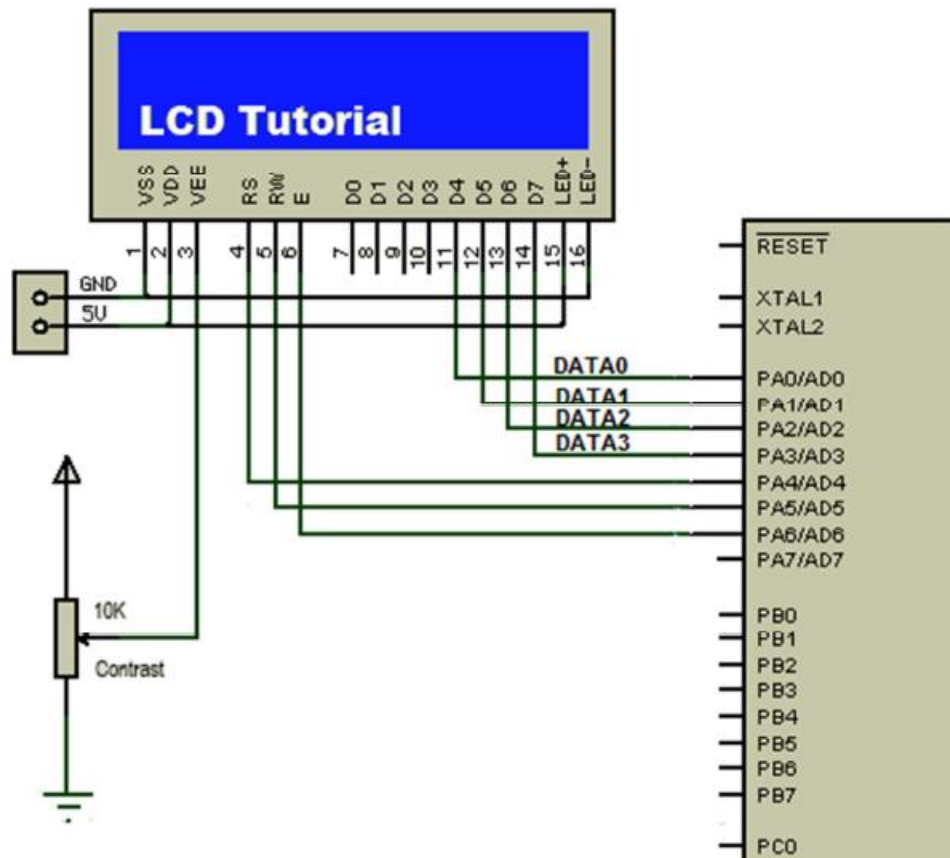 LCD Tutorial
VSS VDD VEE RS RW E D0 D1 D2 D3 D4 D5 D6 D7 LED+ LED-
1 2 3 4 5 6 7 8 9 10 11 12 13 14 15 16
GND
5V
RESET
XTAL1
XTAL2
DATA0 PA0/AD0
DATA1 PA1/AD1
DATA2 PA2/AD2
DATA3 PA3/AD3
PA4/AD4
PA5/AD5
PA6/AD6
PA7/AD7
10K
Contrast
PB0
PB1
PB2
PB3
PB4
PB5
PB6
PB7
PC0